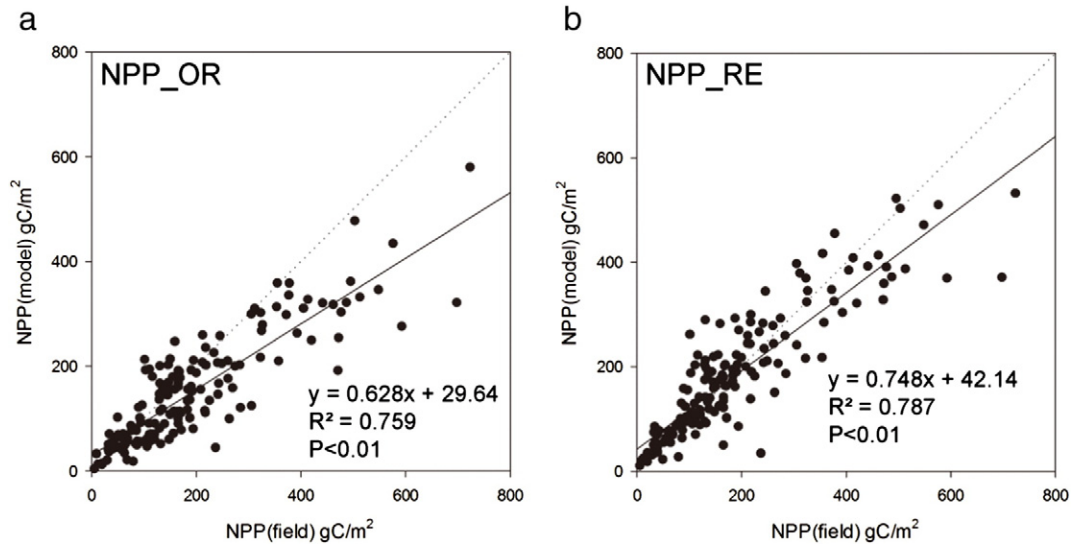 a
NPP_OR
800
600
400
200
0
NPP(model) gC/m²
y = 0.628x + 29.64
R² = 0.759
P<0.01
0 200 400 600 800
NPP(field) gC/m²
b
NPP_RE
800
600
400
200
0
NPP(model) gC/m²
y = 0.748x + 42.14
R² = 0.787
P<0.01
0 200 400 600 800
NPP(field) gC/m²